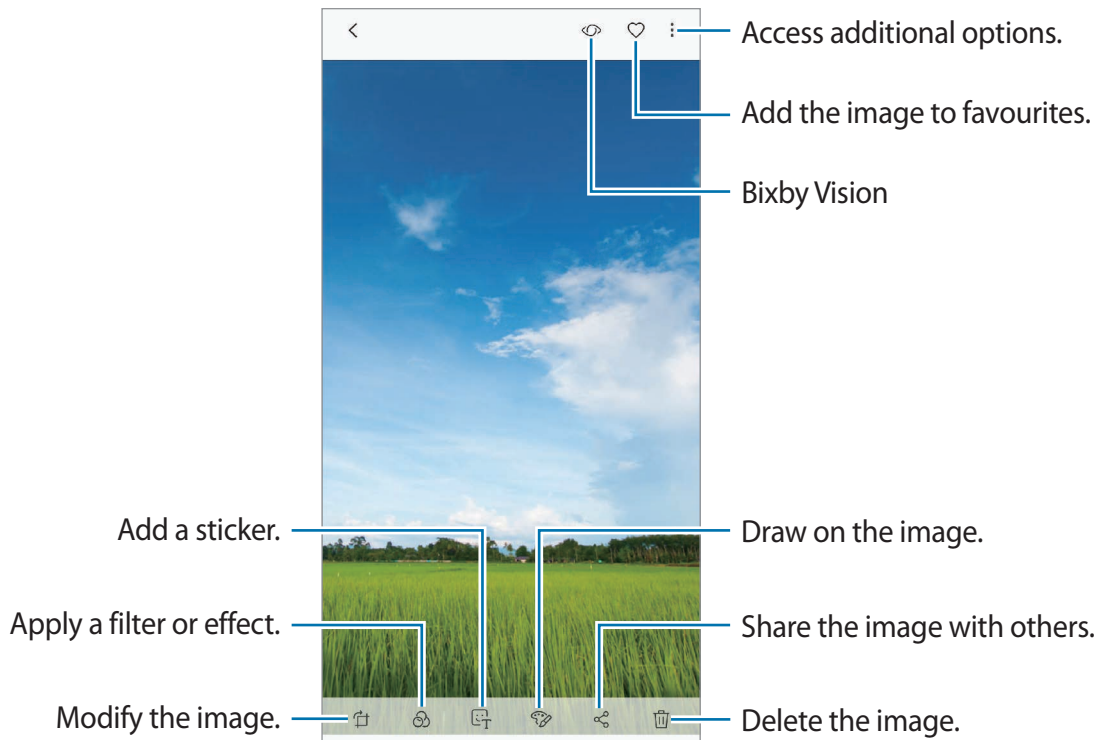 Access additional options.
Add the image to favourites.
Bixby Vision
Add a sticker.
Draw on the image.
Apply a filter or effect.
Share the image with others.
Modify the image.
Delete the image.